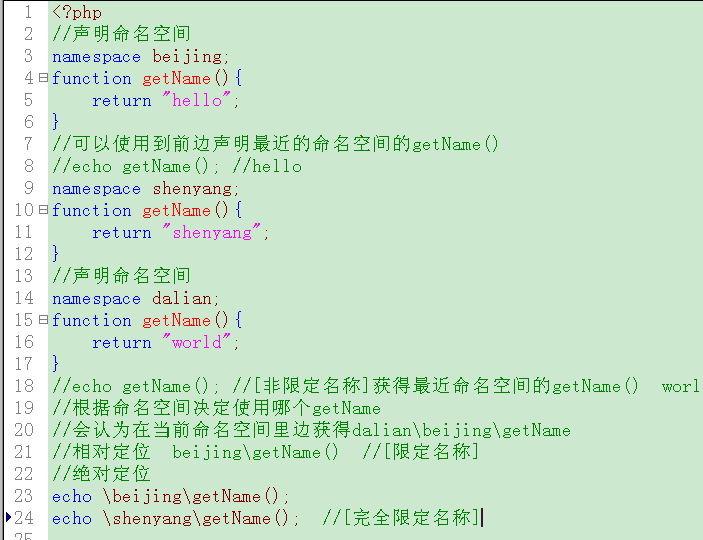 1 <?php
2 //声明命名空间
3 namespace beijing;
4 function getName(){
5 return "hello";
6 }
7 //可以使用到前边声明最近的命名空间的getName()
8 //echo getName(); //hello
9 namespace shenyang;
10 function getName(){
11 return "shenyang";
12 }
13 //声明命名空间
14 namespace dalian;
15 function getName(){
16 return "world";
17 }
18 //echo getName(); //[非限定名称]获得最近命名空间的getName() worl
19 //根据命名空间决定使用哪个getName
20 //会认为在当前命名空间里边获得dalian\beijing\getName
21 //相对定位 beijing\getName() //[限定名称]
22 //绝对定位
23 echo \beijing\getName();
24 echo \shenyang\getName(); //[完全限定名称]
25